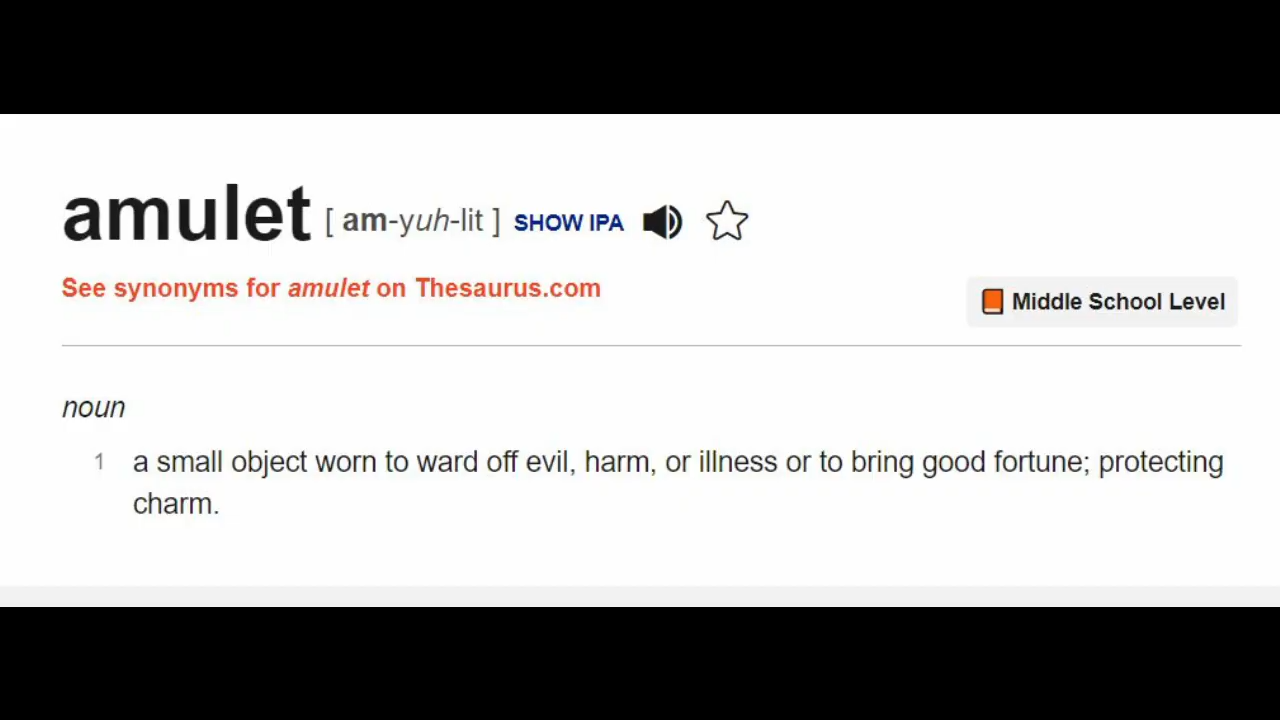 amulet [ am-yuh-lit ] SHOW IPA
See synonyms for amulet on Thesaurus.com
Middle School Level
noun
1 a small object worn to ward off evil, harm, or illness or to bring good fortune; protecting
charm.